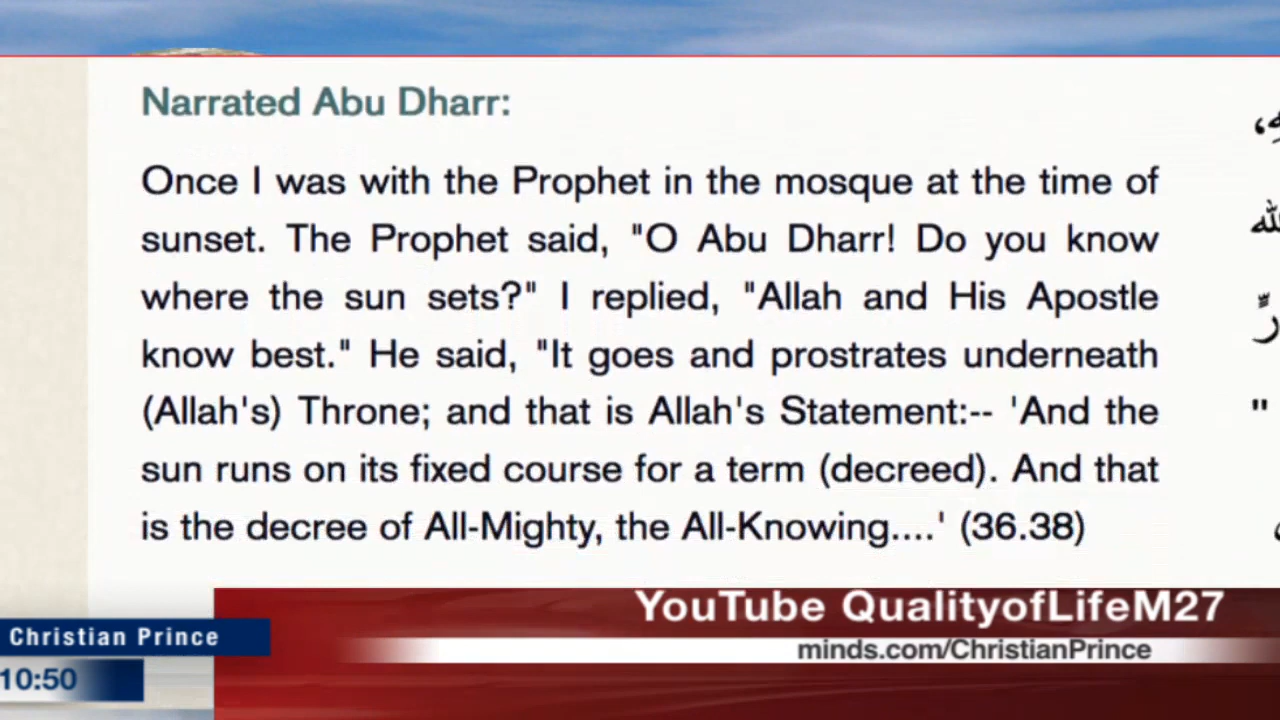 Narrated Abu Dharr:
Once I was with the Prophet in the mosque at the time of
sunset. The Prophet said, "O Abu Dharr! Do you know
where the sun sets?" I replied, "Allah and His Apostle
know best." He said, "It goes and prostrates underneath
(Allah's) Throne; and that is Allah's Statement:-- 'And the
sun runs on its fixed course for a term (decreed). And that
is the decree of All-Mighty, the All-Knowing....' (36.38)
YouTube QualityofLifeM27
Christian Prince
minds.com/ChristianPrince
10:50